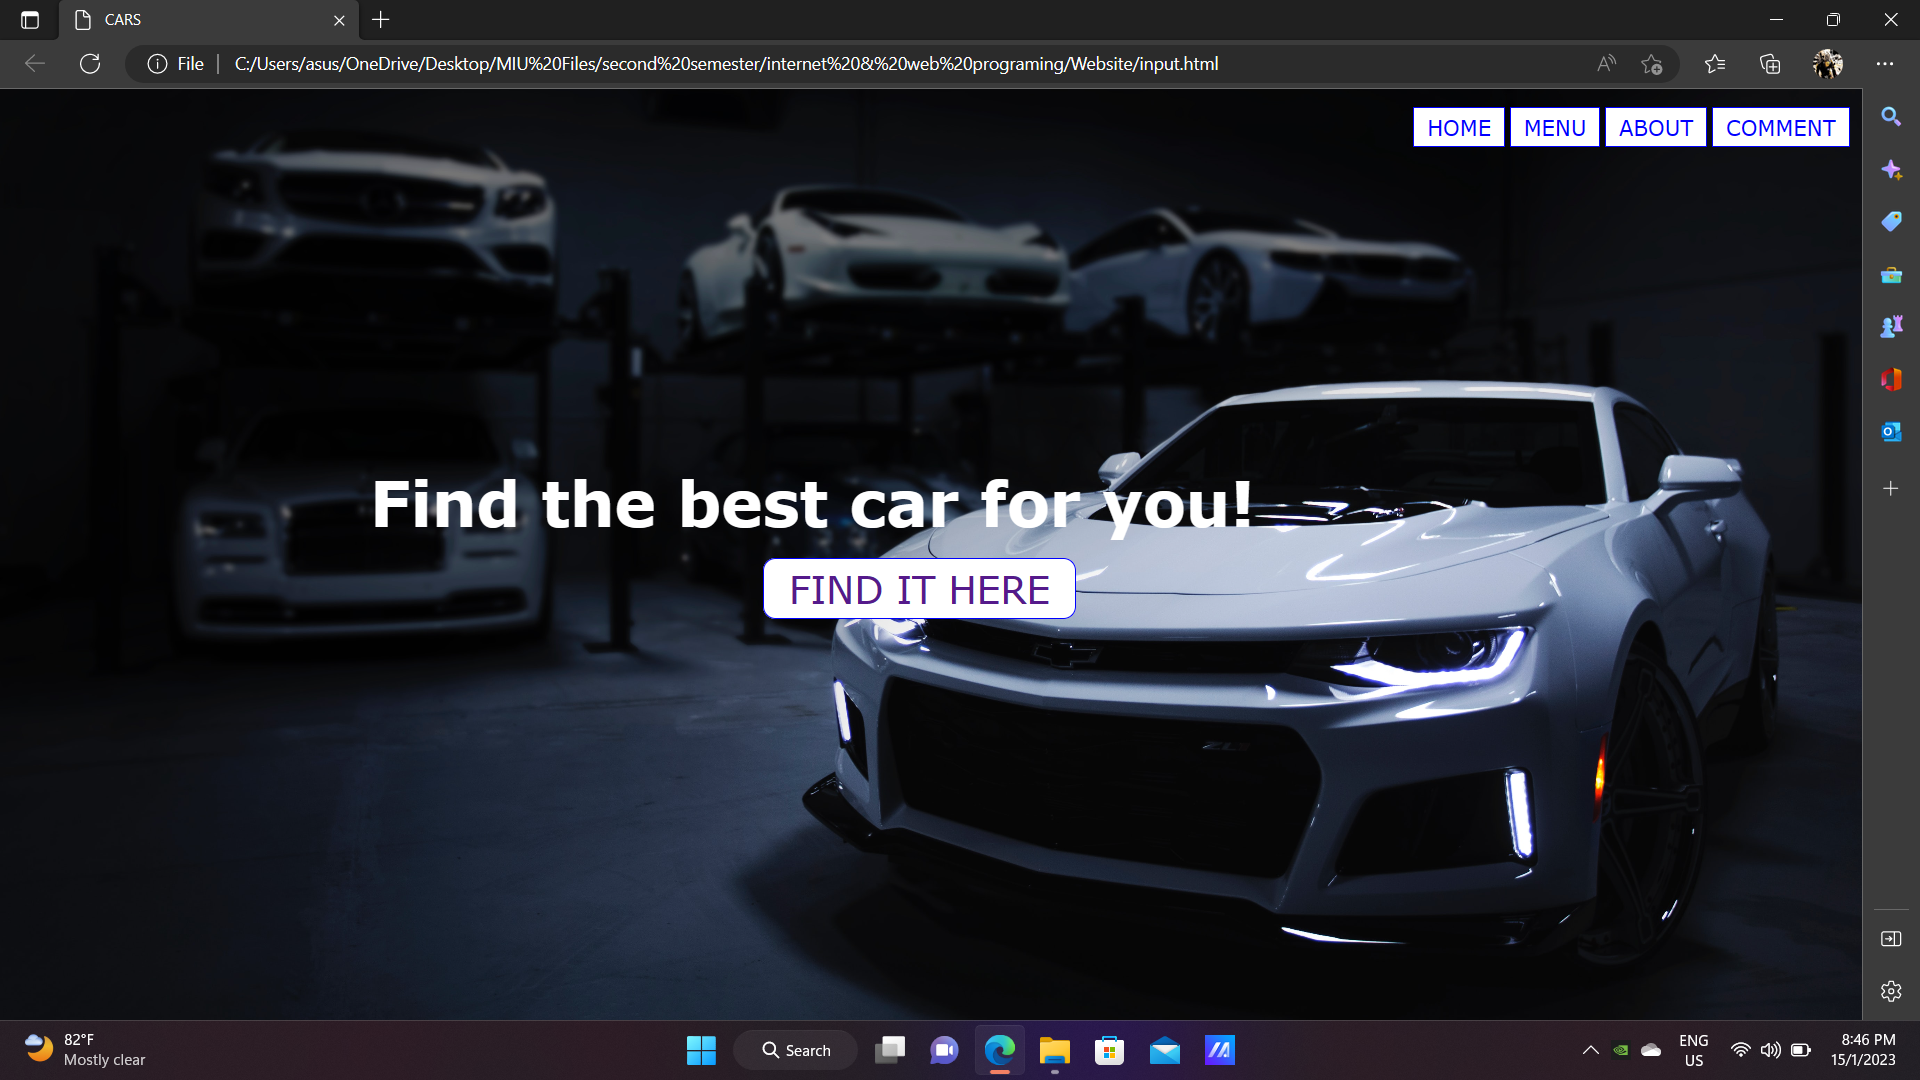 CARS
File
C:/Users/asus/OneDrive/Desktop/MIU%20Files/second%20semester/internet%20&%20web%20programing/Website/input.html
HOME MENU ABOUT COMMENT
Find the best car for you!
FIND IT HERE
ZL1
82°F
Mostly clear
Search
ENG
US
8:46 PM
15/1/2023